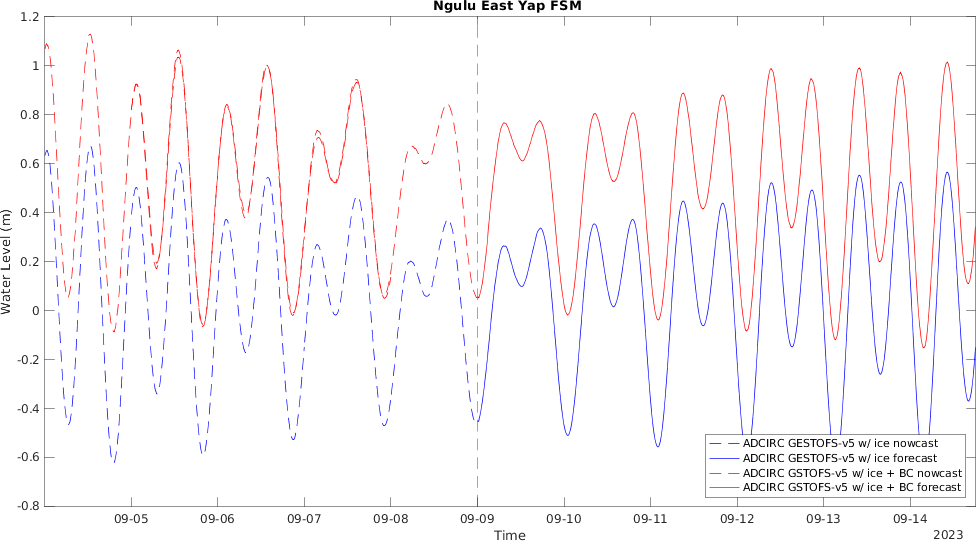 Ngulu East Yap FSM
1.2
1
0.8
0.6
0.4
0.2
0
-0.2
-0.4
-0.6
-0.8
Water Level (m)
ADCIRC GESTOFS-v5 w/ ice nowcast
ADCIRC GESTOFS-v5 w/ ice forecast
ADCIRC GSTOFS-v5 w/ ice + BC nowcast
ADCIRC GSTOFS-v5 w/ ice + BC forecast
09-05 09-06 09-07 09-08 09-09 09-10 09-11 09-12 09-13 09-14
Time
2023